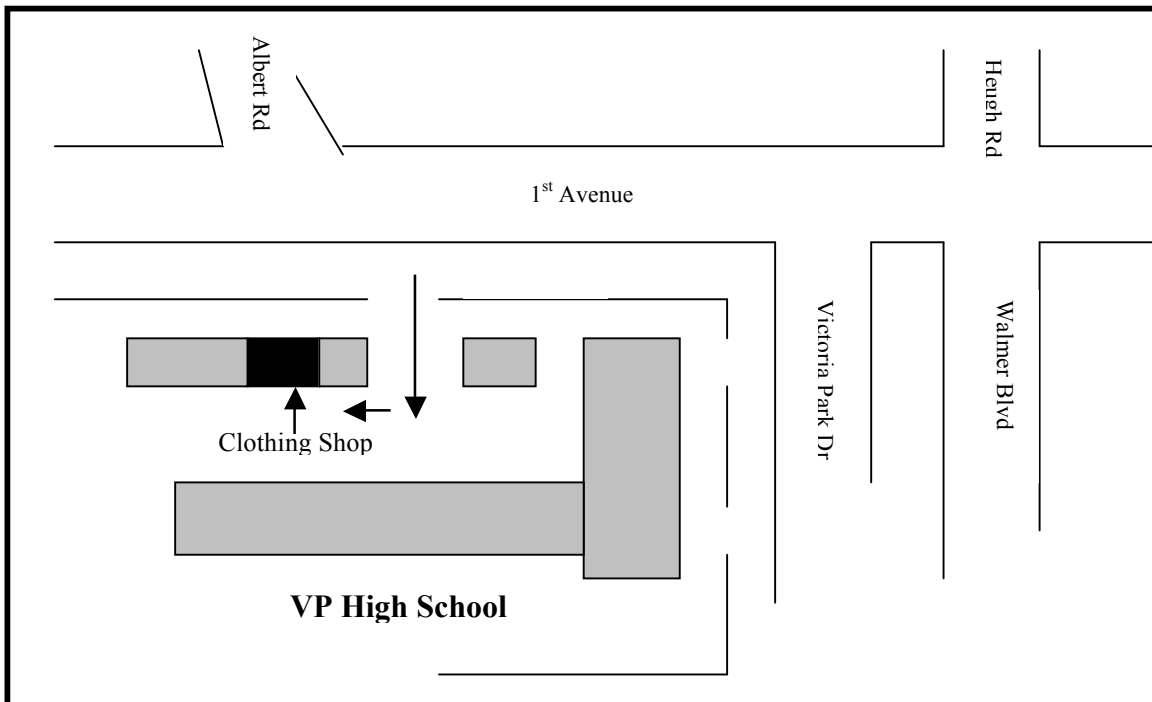 Albert Rd
Heugh Rd
1st Avenue
Victoria Park Dr
Walmer Blvd
Clothing Shop
VP High School